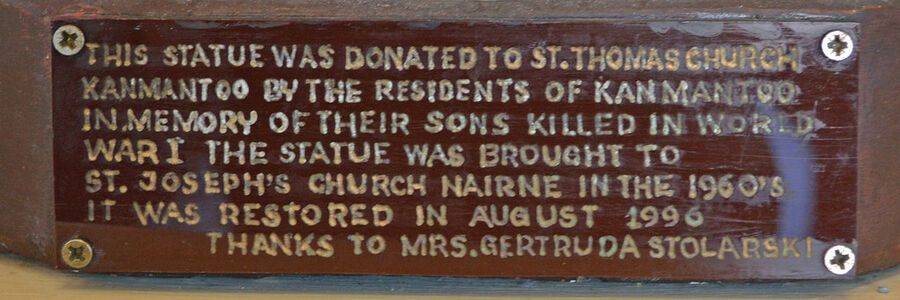 THIS STATUE WAS DONATED TO ST. THOMAS CHURCH
KANMANTOO BY THE RESIDENTS OF KANMANTOO
IN MEMORY OF THEIR SONS KILLED IN WORLD
WAR I THE STATUE WAS BROUGHT TO
ST. JOSEPH'S CHURCH NAIRNE IN THE 1960'S.
IT WAS RESTORED IN AUGUST 1996
THANKS TO MRS. GERTRUDA STOLARSKI